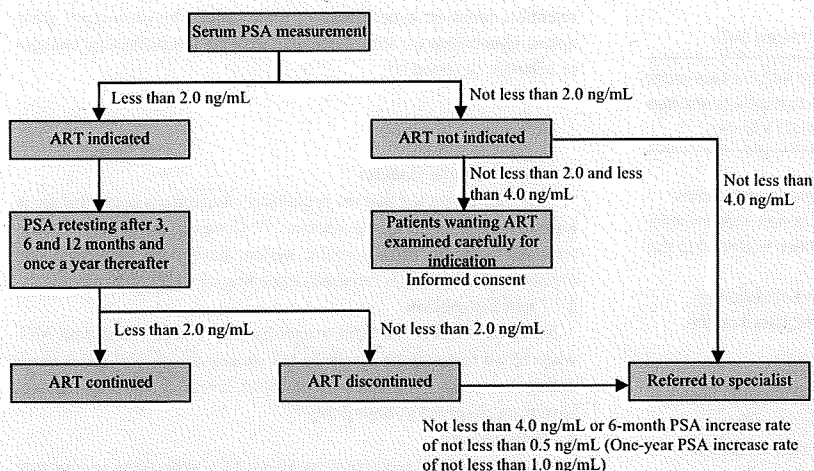 Serum PSA measurement
Less than 2.0 ng/mL
Not less than 2.0 ng/mL
ART indicated
ART not indicated
Not less than 2.0 and less
than 4.0 ng/mL
Not less than
4.0 ng/mL
PSA retesting after 3,
6 and 12 months and
once a year thereafter
Patients wanting ART
examined carefully for
indication
Informed consent
Less than 2.0 ng/mL
Not less than 2.0 ng/mL
ART continued
ART discontinued
Referred to specialist
Not less than 4.0 ng/mL or 6-month PSA increase rate
of not less than 0.5 ng/mL (One-year PSA increase rate
of not less than 1.0 ng/mL)